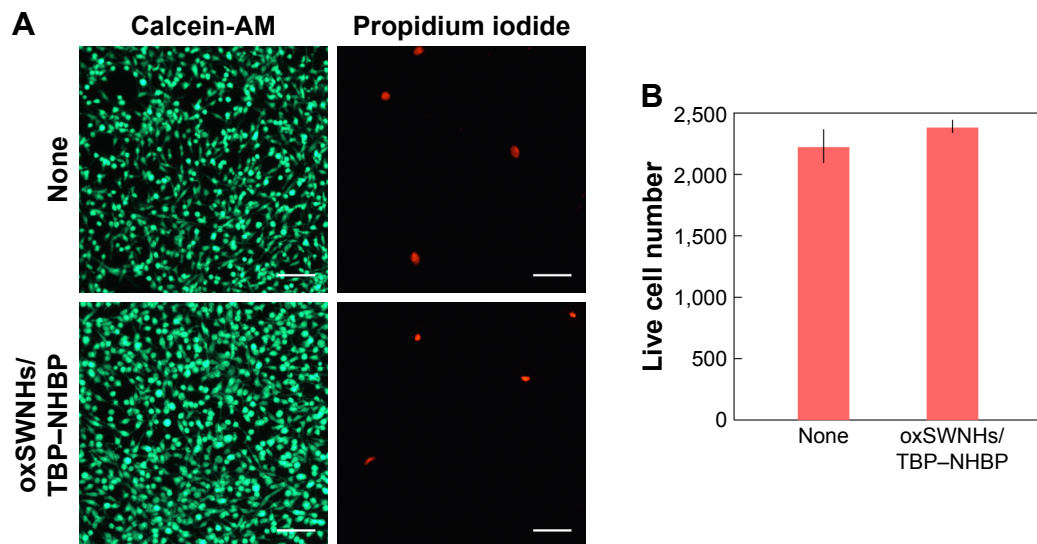 A
Calcein-AM
Propidium iodide
None
oxSWNHs/
TBP–NHBP
B
Live cell number
2,500
2,000
1,500
1,000
500
0
None
oxSWNHs/
TBP–NHBP